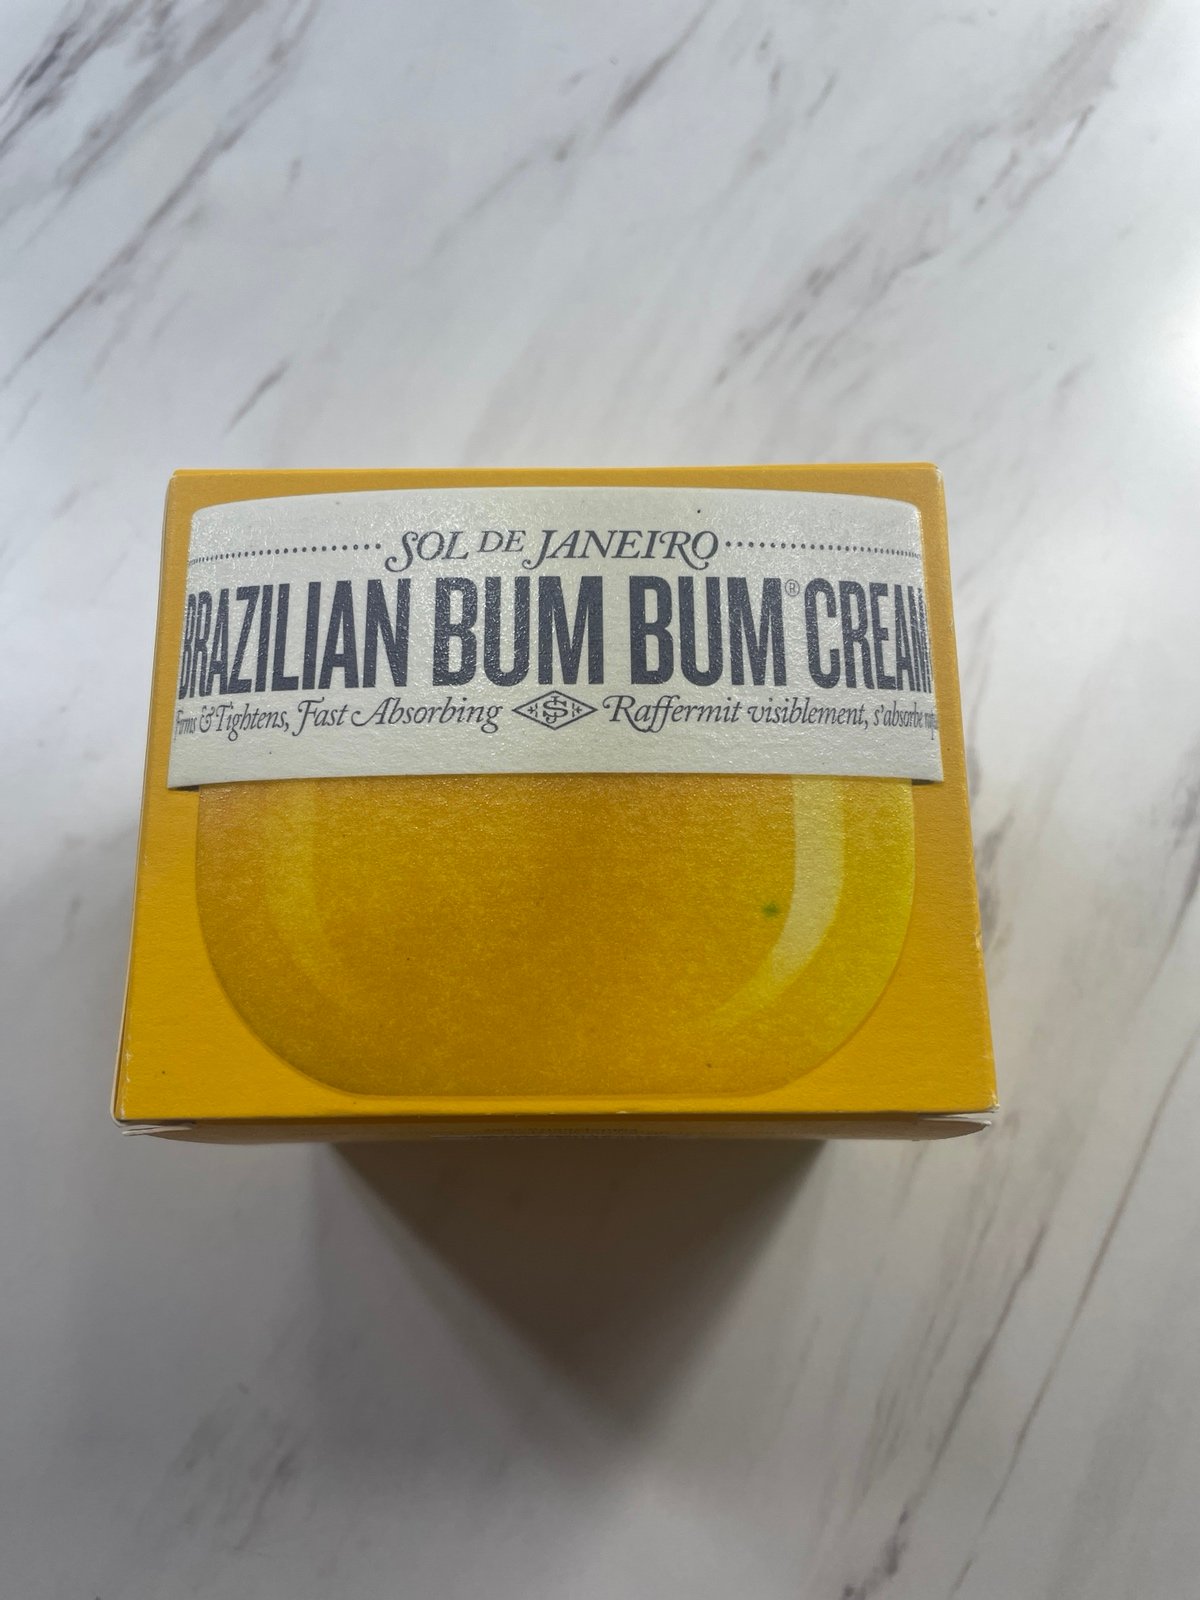 SOL DE JANEIRO
BRAZILIAN BUM BUM® CREAM
Firms & Tightens, Fast Absorbing Raffermit visiblement, s'absorbe